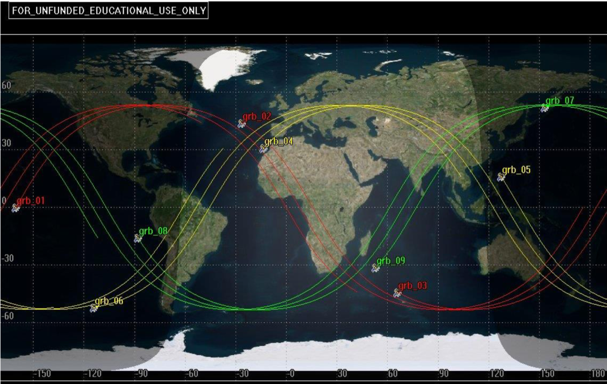 FOR_UNFUNDED_EDUCATIONAL_USE_ONLY
60
grb_07
grb_02
grb_04
30
grb_05
0
grb_01
grb_08
-30
grb_09
grb_03
grb_06
-60
-150 -120 -90 -60 -30 -0 30 60 90 120 150 180